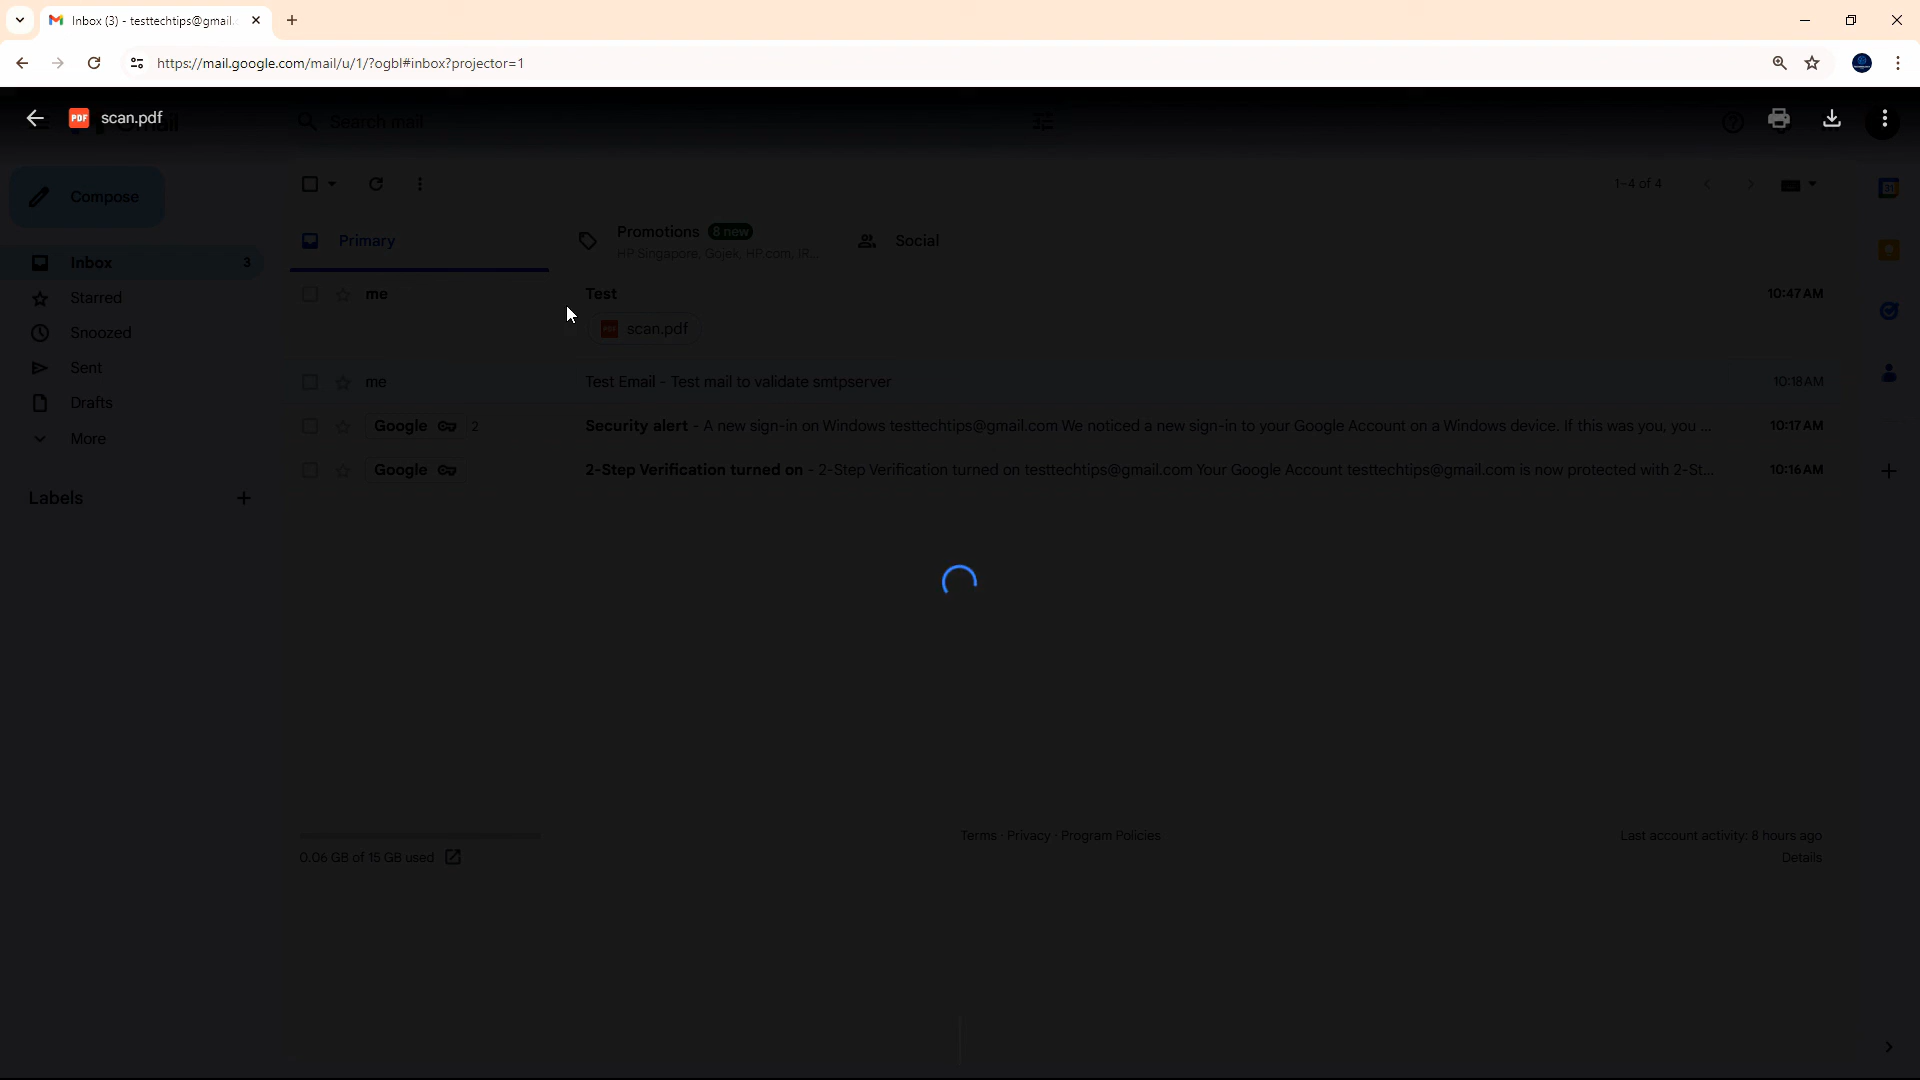 Inbox (3) - testtechtips@gmail.
https://mail.google.com/mail/u/1/?ogbl#inbox?projector=1
PDF scan.pdf
Search mail
Compose
1-4 of 4
31
Primary
Promotions 8 new
HP Singapore, Gojek, HP.com, IR...
Social
Inbox 3
Starred
Snoozed
Sent
Drafts
More
Labels
me Test 10:47 AM
PDF scan.pdf
me Test Email - Test mail to validate smtpserver 10:18 AM
Google 2 Security alert - A new sign-in on Windows testtechtips@gmail.com We noticed a new sign-in to your Google Account on a Windows device. If this was you, you ... 10:17 AM
Google 2-Step Verification turned on - 2-Step Verification turned on testtechtips@gmail.com Your Google Account testtechtips@gmail.com is now protected with 2-St... 10:16 AM
0.06 GB of 15 GB used
Terms · Privacy · Program Policies
Last account activity: 8 hours ago
Details